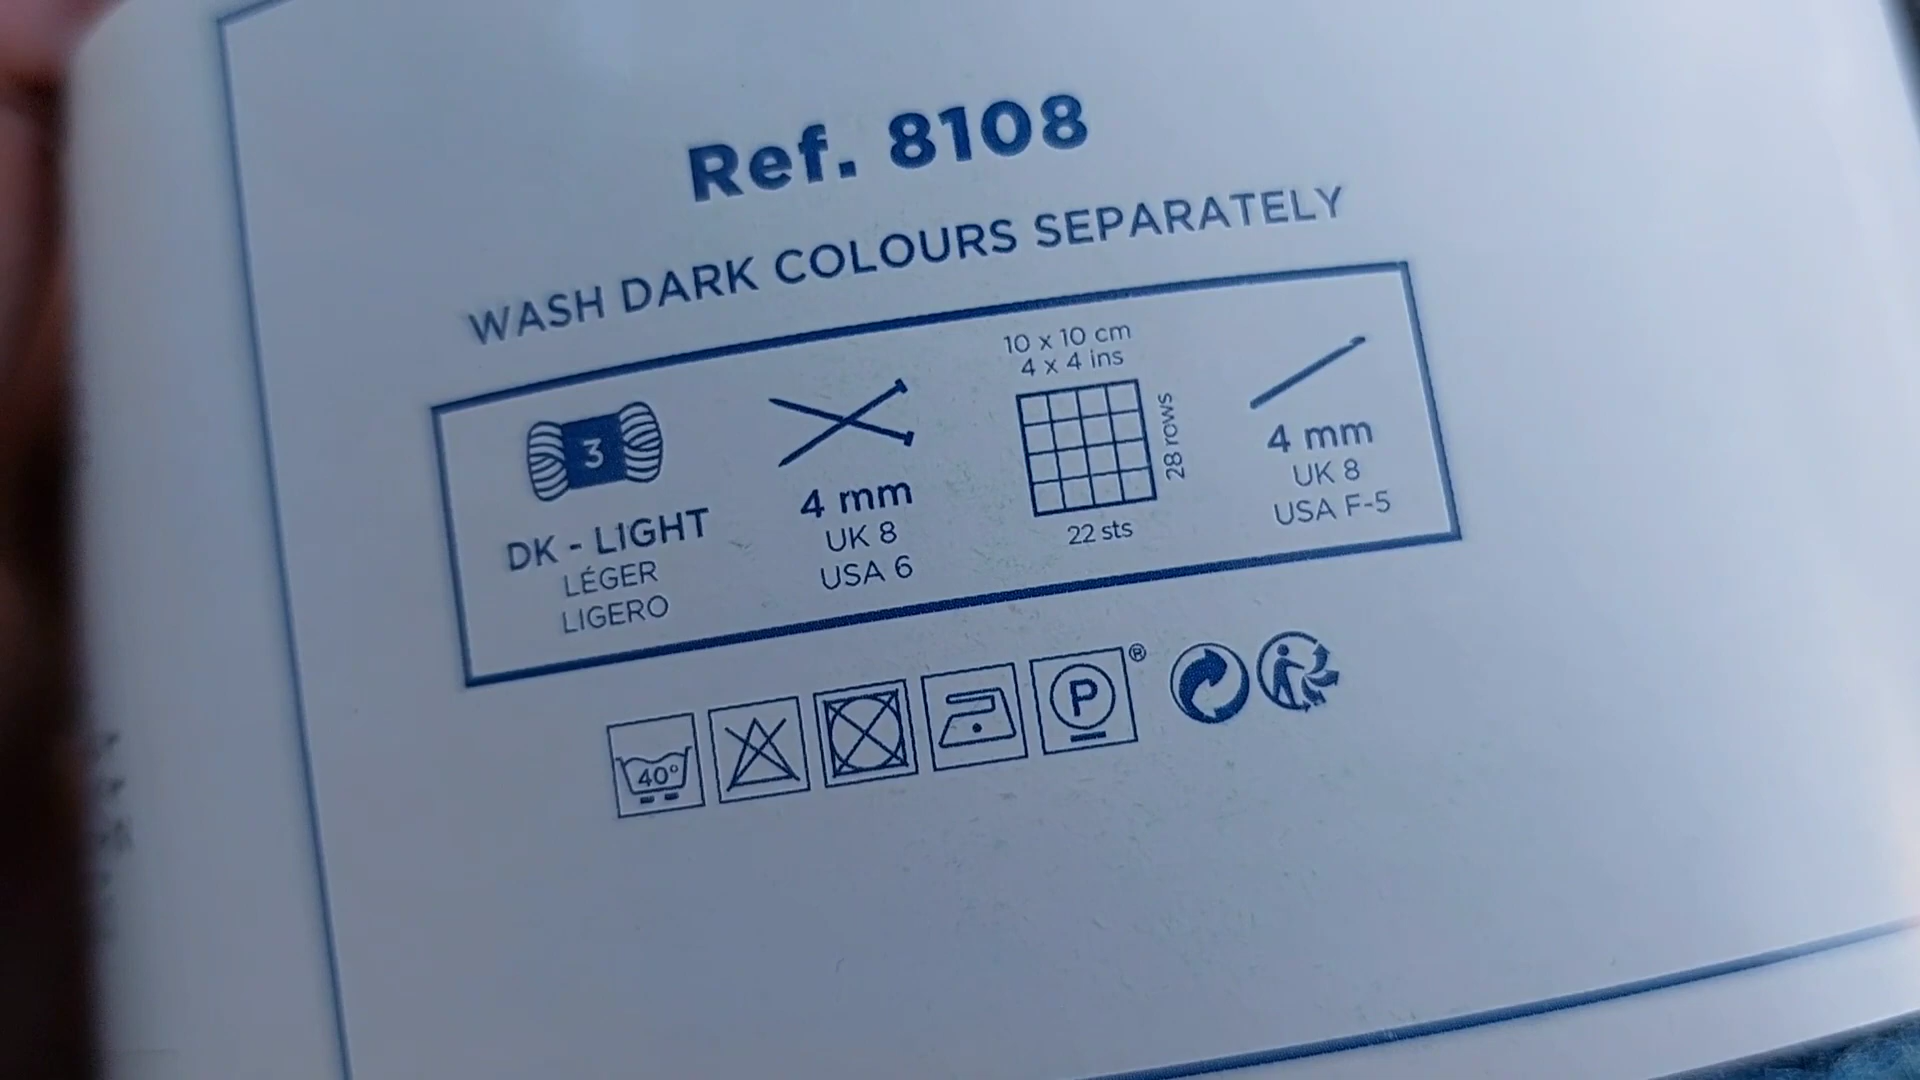 Ref. 8108
WASH DARK COLOURS SEPARATELY
3
DK - LIGHT
LÉGER
LIGERO
4 mm
UK 8
USA 6
10 x 10 cm
4 x 4 ins
28 rows
22 sts
4 mm
UK 8
USA F-5
40°
P
®